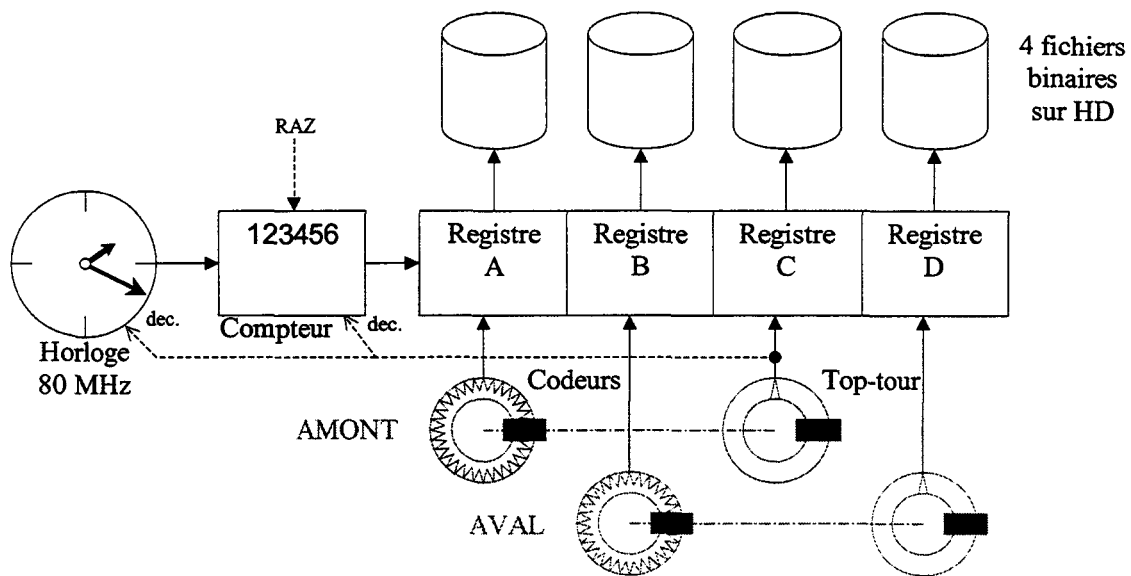 4 fichiers
binaires
sur HD
RAZ
123456
Registre
A
Registre
B
Registre
C
Registre
D
dec.
Compteur
dec.
Horloge
80 MHz
Codeurs
Top-tour
AMONT
AVAL